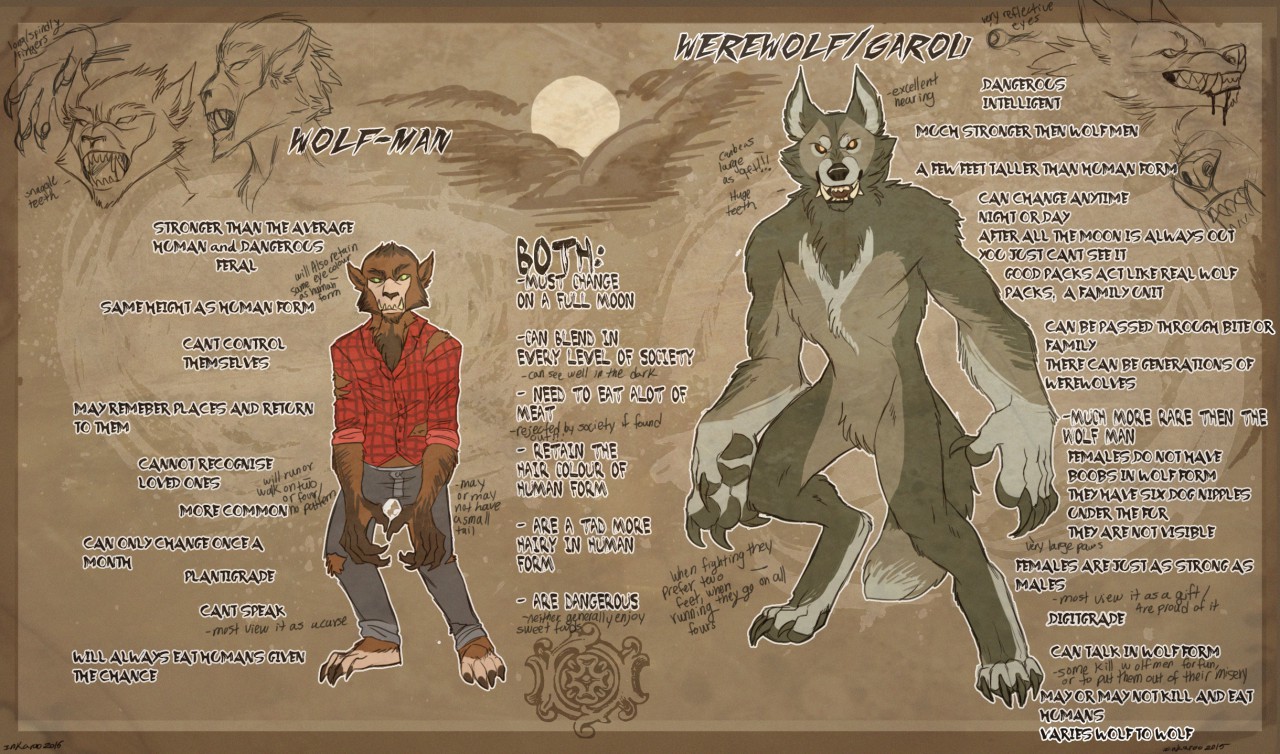 long/spindly
fingers
snaggle
teeth
WOLF-MAN
STRONGER THAN THE AVERAGE
HUMAN and DANGEROUS
FERAL
will Also retain
same eye colour
as human
form
SAME HEIGHT AS HUMAN FORM
CANT CONTROL
THEMSELVES
MAY REMEBER PLACES AND RETURN
TO THEM
CANNOT RECOGNISE
LOVED ONES
will run or
walk on two
or four/
no pattern
MORE COMMON
CAN ONLY CHANGE ONCE A
MONTH
PLANTIGRADE
CANT SPEAK
-most view it as a curse
WILL ALWAYS EAT HUMANS GIVEN
THE CHANCE
-may
or may
not have
a small
tail
BOTH:
-MUST CHANGE
ON A FULL MOON
-CAN BLEND IN
EVERY LEVEL OF SOCIETY
-can see well in the dark
- NEED TO EAT ALOT OF
MEAT
-rejected by society if found
out!!
- RETAIN THE
HAIR COLOUR OF
HUMAN FORM
- ARE A TAD MORE
HAIRY IN HUMAN
FORM
- ARE DANGEROUS
-neither generally enjoy
sweet foods
WEREWOLF/GAROU
very reflective
eyes
-excellent
hearing
Can be as
large
as
Huge
teeth
DANGEROUS
INTELLIGENT
MUCH STRONGER THEN WOLF MEN
A FEW FEET TALLER THAN HUMAN FORM
CAN CHANGE ANYTIME
NIGHT OR DAY
AFTER ALL THE MOON IS ALWAYS OUT
YOU JUST CANT SEE IT
GOOD PACKS ACT LIKE REAL WOLF
PACKS, A FAMILY UNIT
CAN BE PASSED THROUGH BITE OR
FAMILY
THERE CAN BE GENERATIONS OF
WEREWOLVES
-MUCH MORE RARE THEN THE
WOLF MAN
FEMALES DO NOT HAVE
BOOBS IN WOLF FORM
THEY HAVE SIX DOG NIPPLES
UNDER THE FUR
THEY ARE NOT VISIBLE
very large paws
FEMALES ARE JUST AS STRONG AS
MALES
-most view it as a gift/
Are proud of it
DIGITGRADE
CAN TALK IN WOLF FORM
-some kill wolfmen for fun,
or to put them out of their misery
MAY OR MAY NOT KILL AND EAT
HUMANS
VARIES WOLF TO WOLF
when fighting they
prefer two
feet, when
running they go on all
fours
2015
2015